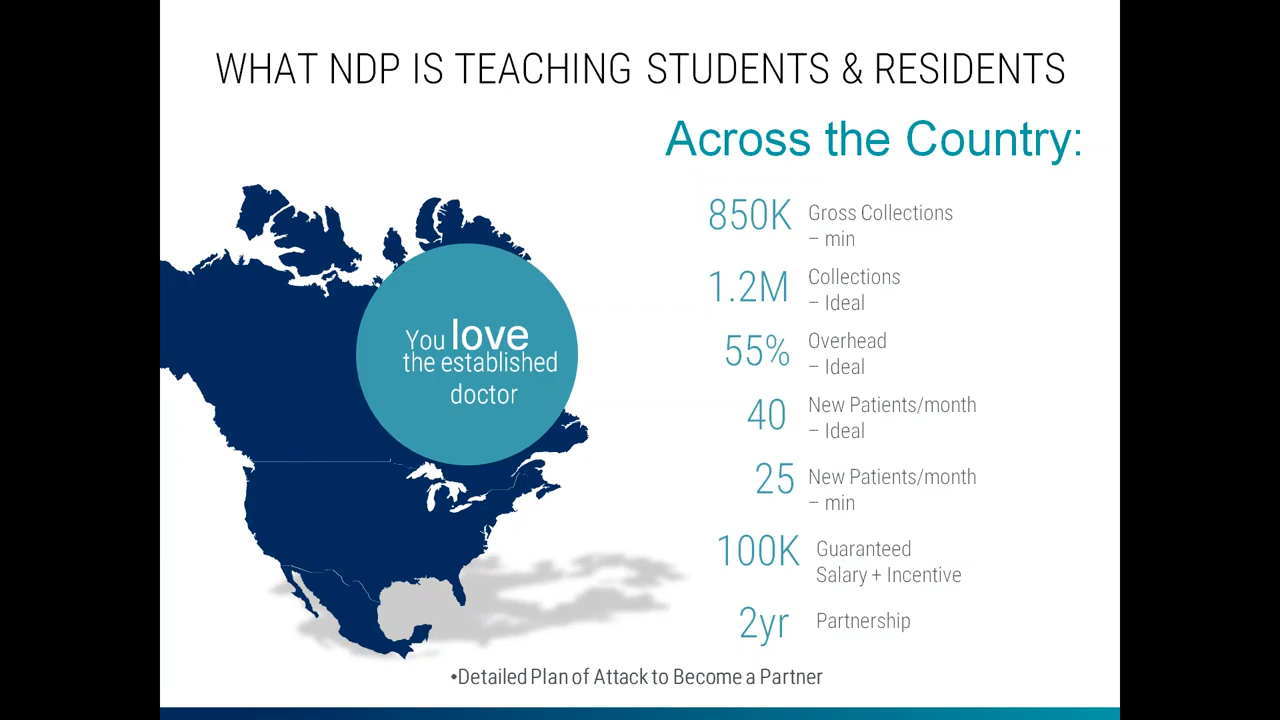 WHAT NDP IS TEACHING STUDENTS & RESIDENTS
Across the Country:
You love
the established
doctor
850K Gross Collections
– min
1.2M Collections
– Ideal
55% Overhead
– Ideal
40 New Patients/month
– Ideal
25 New Patients/month
– min
100K Guaranteed
Salary + Incentive
2yr Partnership
•Detailed Plan of Attack to Become a Partner